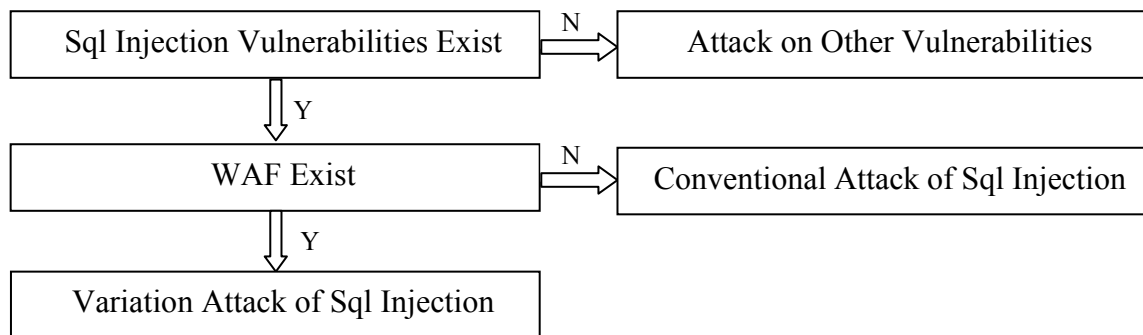 Sql Injection Vulnerabilities Exist
N
Attack on Other Vulnerabilities
Y
WAF Exist
N
Conventional Attack of Sql Injection
Y
Variation Attack of Sql Injection